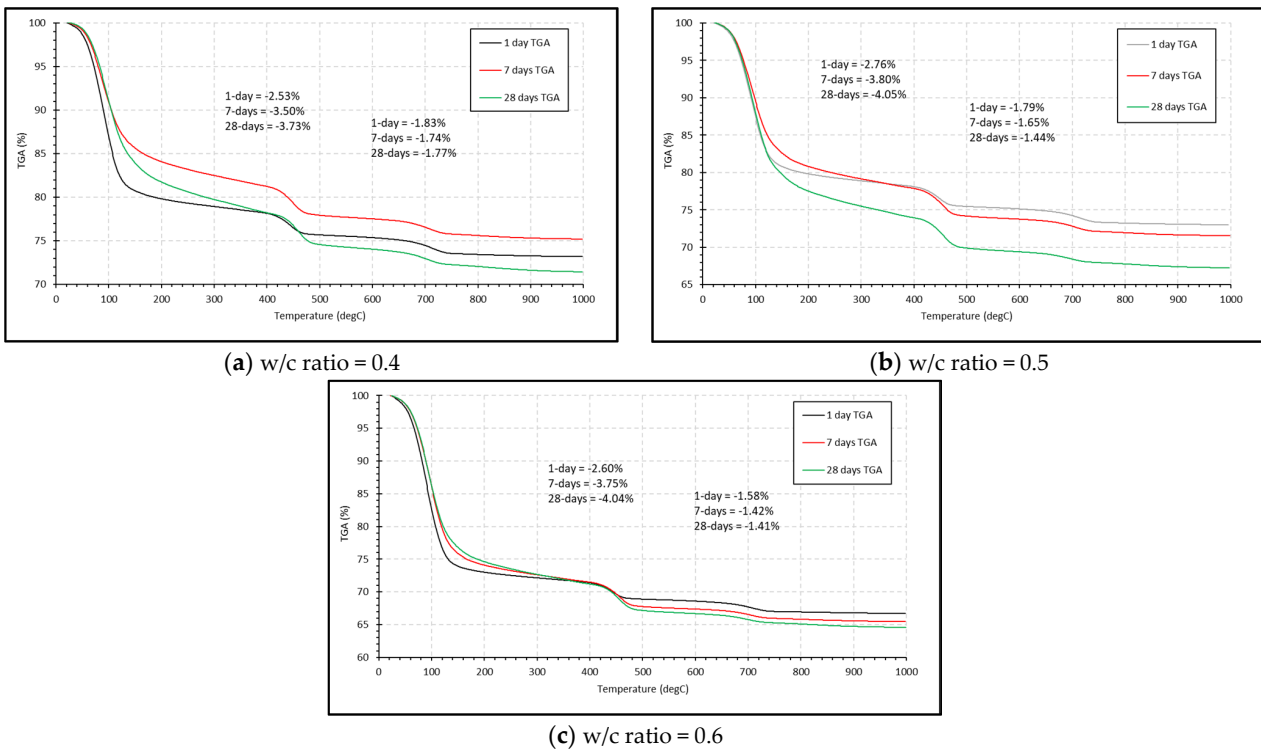 100
95
90
85
80
75
70
TGA (%)
0 100 200 300 400 500 600 700 800 900 1000
Temperature (degC)
1 day TGA
7 days TGA
28 days TGA
1-day = -2.53%
7-days = -3.50%
28-days = -3.73%
1-day = -1.83%
7-days = -1.74%
28-days = -1.77%
(a) w/c ratio = 0.4
100
95
90
85
80
75
70
65
TGA (%)
0 100 200 300 400 500 600 700 800 900 1000
Temperature (degC)
1 day TGA
7 days TGA
28 days TGA
1-day = -2.76%
7-days = -3.80%
28-days = -4.05%
1-day = -1.79%
7-days = -1.65%
28-days = -1.44%
(b) w/c ratio = 0.5
100
95
90
85
80
75
70
65
60
TGA (%)
0 100 200 300 400 500 600 700 800 900 1000
Temperature (degC)
1 day TGA
7 days TGA
28 days TGA
1-day = -2.60%
7-days = -3.75%
28-days = -4.04%
1-day = -1.58%
7-days = -1.42%
28-days = -1.41%
(c) w/c ratio = 0.6